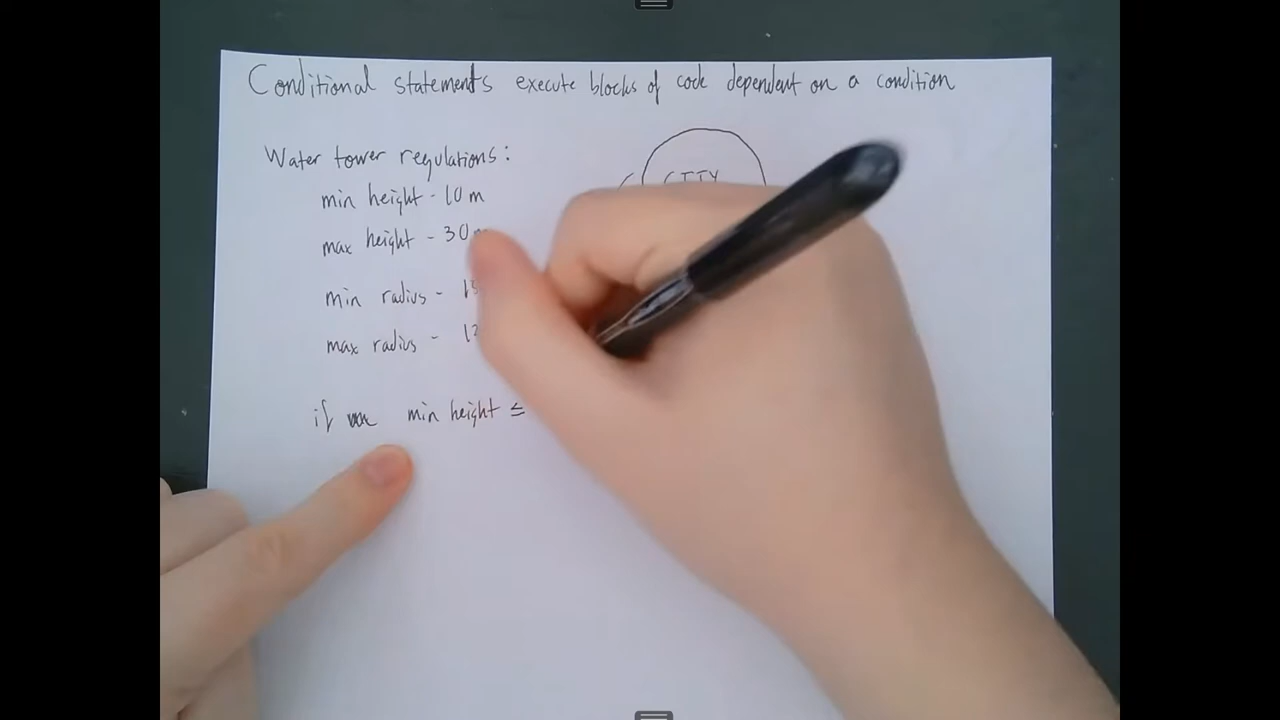 Conditional statements execute blocks of code dependent on a condition
Water tower regulations:
CITY
min height - 10 m
max height - 30
min radius -
max radius -
if min height ≤